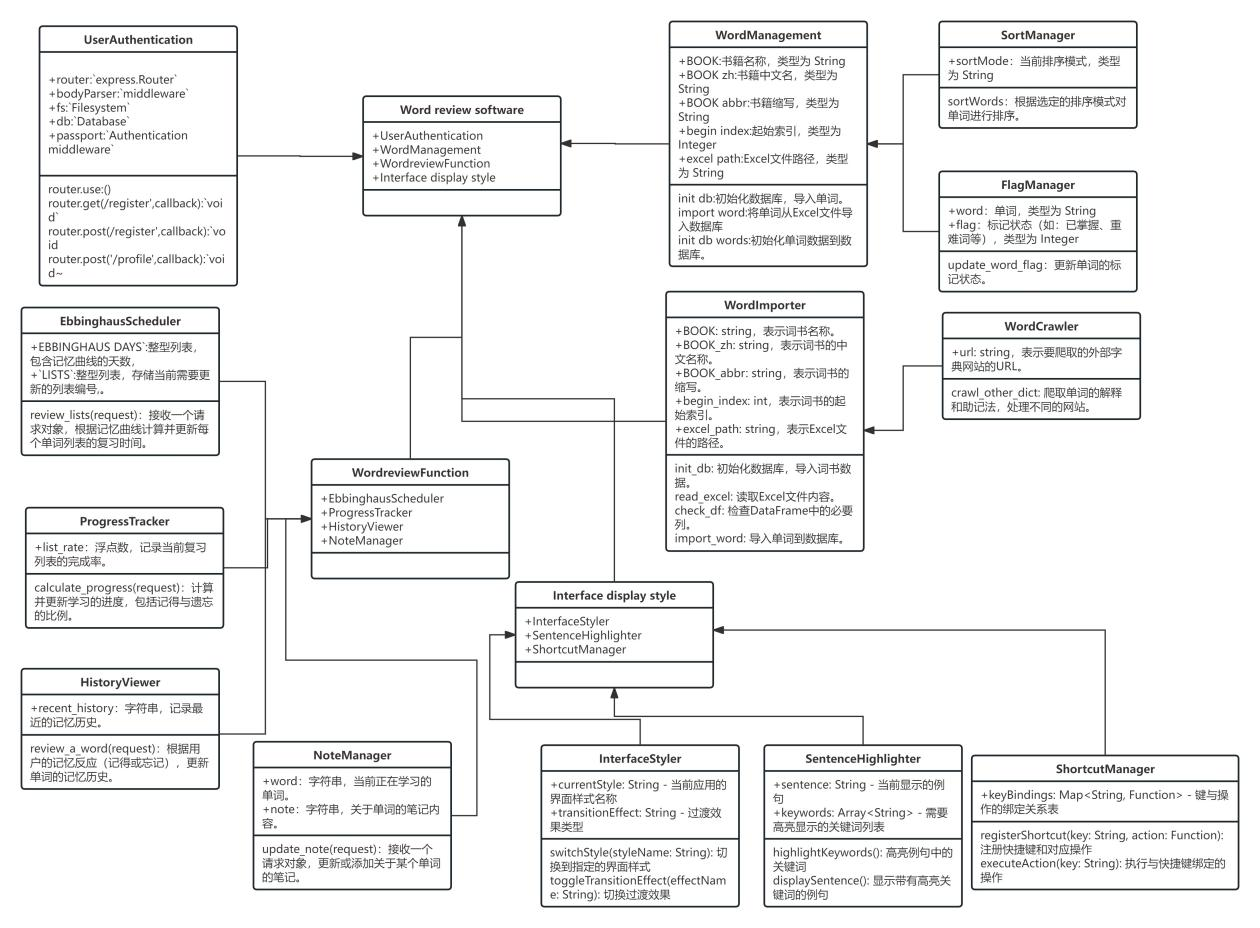 UserAuthentication
+router:`express.Router`
+bodyParser:`middleware`
+fs:`Filesystem`
+db:`Database`
+passport:`Authentication
middleware`
router.use:()
router.get(/register',callback):`voi
d`
router.post(/register',callback):`vo
id
router.post('/profile',callback):`voi
d~
Word review software
+UserAuthentication
+WordManagement
+WordreviewFunction
+Interface display style
WordManagement
+BOOK:书籍名称，类型为 String
+BOOK zh:书籍中文名，类型为
String
+BOOK abbr:书籍缩写，类型为
String
+begin index:起始索引，类型为
Integer
+excel path:Excel文件路径，类型
为 String
init db:初始化数据库，导入单词。
import word:将单词从Excel文件导
入数据库
init db words:初始化单词数据到数
据库。
SortManager
+sortMode：当前排序模式，类型
为 String
sortWords：根据选定的排序模式对
单词进行排序。
FlagManager
+word：单词，类型为 String
+flag：标记状态（如：已掌握、重
难词等），类型为 Integer
update_word_flag：更新单词的标
记状态。
EbbinghausScheduler
+EBBINGHAUS DAYS`:整型列表，
包含记忆曲线的天数，
+`LISTS`:整型列表，存储当前需要更
新的列表编号,。
review_lists(request)：接收一个请
求对象，根据记忆曲线计算并更新每
个单词列表的复习时间。
WordImporter
+BOOK: string，表示词书名称。
+BOOK_zh: string，表示词书的中
文名称。
+BOOK_abbr: string，表示词书的
缩写。
+begin_index: int，表示词书的起
始索引。
+excel_path: string，表示Excel文
件的路径。
init_db: 初始化数据库，导入词书数
据。
read_excel: 读取Excel文件内容。
check_df: 检查DataFrame中的必要
列。
import_word: 导入单词到数据库。
WordCrawler
+url: string，表示要爬取的外部字
典网站的URL。
crawl_other_dict: 爬取单词的解释
和助记法，处理不同的网站。
WordreviewFunction
+EbbinghausScheduler
+ProgressTracker
+HistoryViewer
+NoteManager
ProgressTracker
+list_rate：浮点数，记录当前复习
列表的完成率。
calculate_progress(request)：计算
并更新学习的进度，包括记得与遗忘
的比例。
Interface display style
+InterfaceStyler
+SentenceHighlighter
+ShortcutManager
HistoryViewer
+recent_history：字符串，记录最
近的记忆历史。
review_a_word(request)：根据用
户的记忆反应（记得或忘记），更新
单词的记忆历史。
NoteManager
+word：字符串，当前正在学习的
单词。
+note：字符串，关于单词的笔记内
容。
update_note(request)：接收一个
请求对象，更新或添加关于某个单词
的笔记。
InterfaceStyler
+currentStyle: String - 当前应用的
界面样式名称
+transitionEffect: String - 过渡效
果类型
switchStyle(styleName: String): 切
换到指定的界面样式
toggleTransitionEffect(effectNam
e: String): 切换过渡效果
SentenceHighlighter
+sentence: String - 当前显示的例
句
+keywords: Array<String> - 需要
高亮显示的关键词列表
highlightKeywords(): 高亮例句中的
关键词
displaySentence(): 显示带有高亮关
键词的例句
ShortcutManager
+keyBindings: Map<String, Function> - 键与操
作的绑定关系表
registerShortcut(key: String, action: Function):
注册快捷键和对应操作
executeAction(key: String): 执行与快捷键绑定的
操作